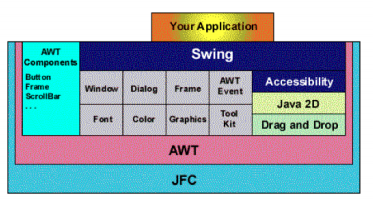 Your Application
AWT
Components
Button
Frame
ScrollBar
. . .
Swing
Window
Dialog
Frame
AWT
Event
Font
Color
Graphics
Tool
Kit
Accessibility
Java 2D
Drag and Drop
AWT
JFC